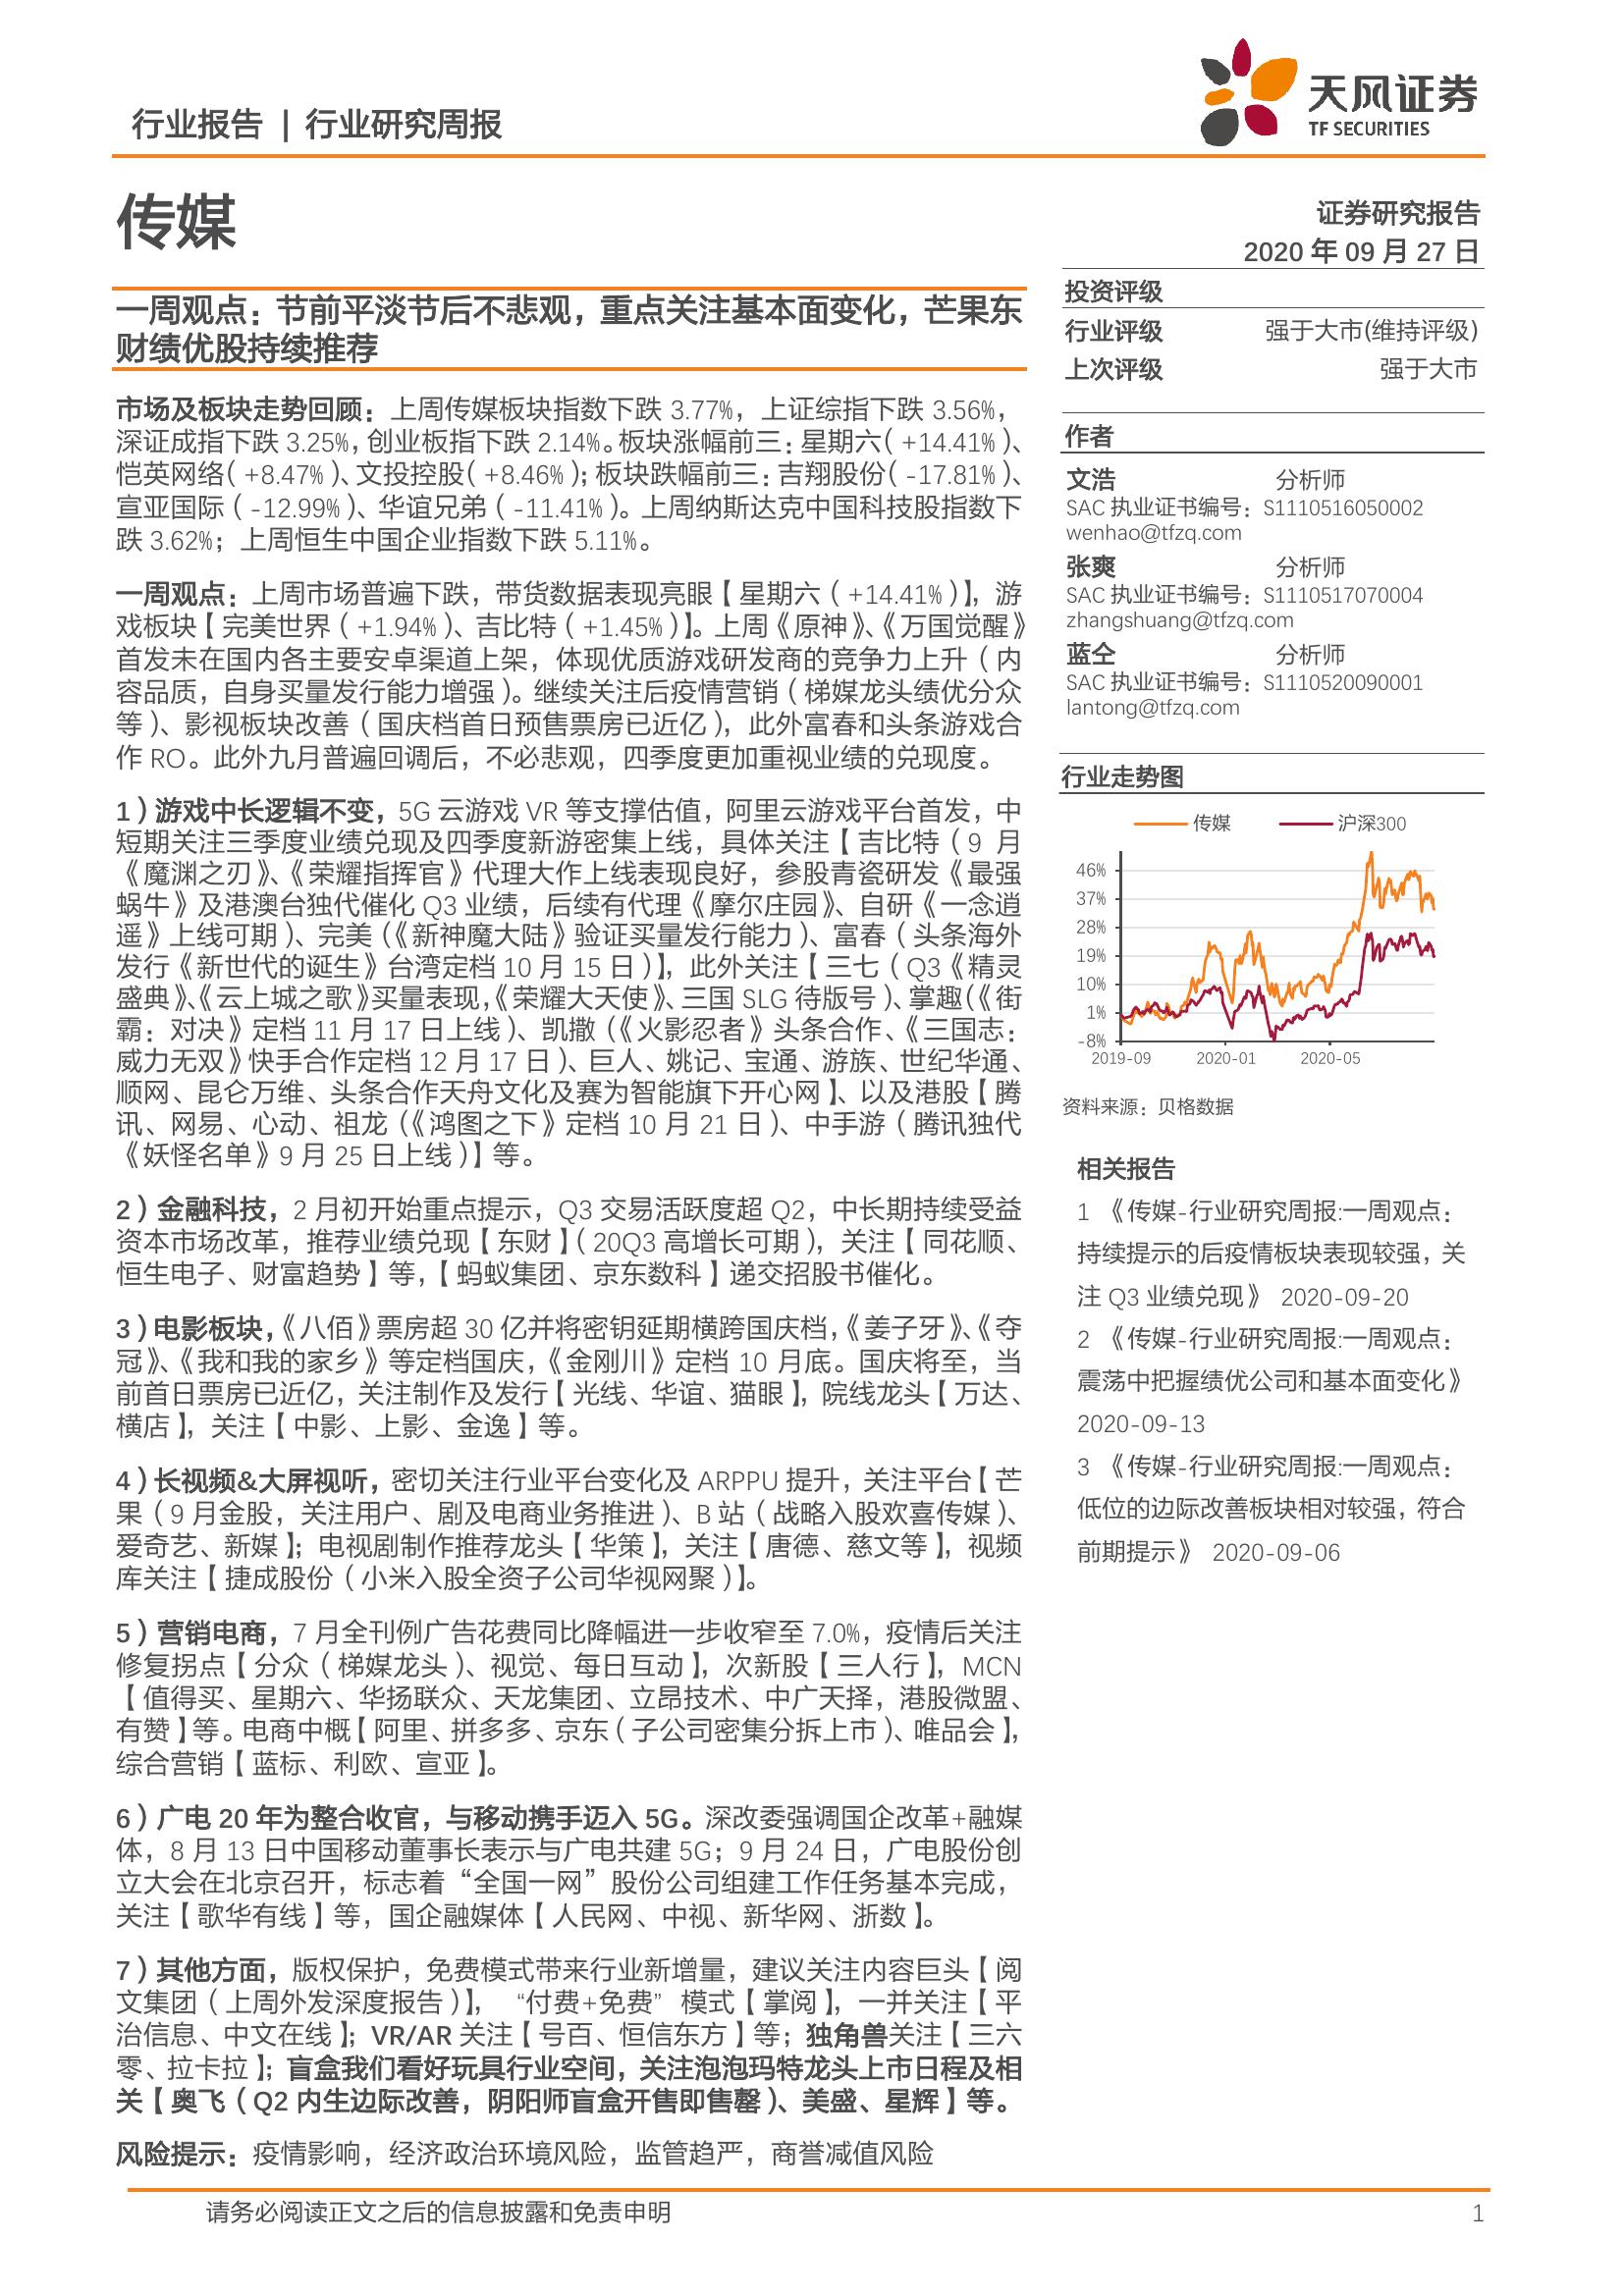 天风证券
TF SECURITIES
行业报告 | 行业研究周报
传媒
证券研究报告
2020 年 09 月 27 日
一周观点：节前平淡节后不悲观，重点关注基本面变化，芒果东
财绩优股持续推荐
市场及板块走势回顾：上周传媒板块指数下跌 3.77%，上证综指下跌 3.56%，
深证成指下跌 3.25%，创业板指下跌 2.14%。板块涨幅前三：星期六（+14.41%）、
恺英网络（+8.47%）、文投控股（+8.46%）；板块跌幅前三：吉翔股份（-17.81%）、
宣亚国际（-12.99%）、华谊兄弟（-11.41%）。上周纳斯达克中国科技股指数下
跌 3.62%；上周恒生中国企业指数下跌 5.11%。
一周观点：上周市场普遍下跌，带货数据表现亮眼【星期六（+14.41%）】，游
戏板块【完美世界（+1.94%）、吉比特（+1.45%）】。上周《原神》、《万国觉醒》
首发未在国内各主要安卓渠道上架，体现优质游戏研发商的竞争力上升（内
容品质，自身买量发行能力增强）。继续关注后疫情营销（梯媒龙头绩优分众
等）、影视板块改善（国庆档首日预售票房已近亿），此外富春和头条游戏合
作 RO。此外九月普遍回调后，不必悲观，四季度更加重视业绩的兑现度。
1）游戏中长逻辑不变，5G 云游戏 VR 等支撑估值，阿里云游戏平台首发，中
短期关注三季度业绩兑现及四季度新游密集上线，具体关注【吉比特（9 月
《魔渊之刃》、《荣耀指挥官》代理大作上线表现良好，参股青瓷研发《最强
蜗牛》及港澳台独代催化 Q3 业绩，后续有代理《摩尔庄园》、自研《一念逍
遥》上线可期）、完美（《新神魔大陆》验证买量发行能力）、富春（头条海外
发行《新世代的诞生》台湾定档 10 月 15 日）】，此外关注【三七（Q3《精灵
盛典》、《云上城之歌》买量表现，《荣耀大天使》、三国 SLG 待版号）、掌趣（《街
霸：对决》定档 11 月 17 日上线）、凯撒（《火影忍者》头条合作、《三国志：
威力无双》快手合作定档 12 月 17 日）、巨人、姚记、宝通、游族、世纪华通、
顺网、昆仑万维、头条合作天舟文化及赛为智能旗下开心网】、以及港股【腾
讯、网易、心动、祖龙（《鸿图之下》定档 10 月 21 日）、中手游（腾讯独代
《妖怪名单》9 月 25 日上线）】等。
2）金融科技，2 月初开始重点提示，Q3 交易活跃度超 Q2，中长期持续受益
资本市场改革，推荐业绩兑现【东财】（20Q3 高增长可期），关注【同花顺、
恒生电子、财富趋势】等，【蚂蚁集团、京东数科】递交招股书催化。
3）电影板块，《八佰》票房超 30 亿并将密钥延期横跨国庆档，《姜子牙》、《夺
冠》、《我和我的家乡》等定档国庆，《金刚川》定档 10 月底。国庆将至，当
前首日票房已近亿，关注制作及发行【光线、华谊、猫眼】，院线龙头【万达、
横店】，关注【中影、上影、金逸】等。
4）长视频&大屏视听，密切关注行业平台变化及 ARPPU 提升，关注平台【芒
果（9 月金股，关注用户、剧及电商业务推进）、B 站（战略入股欢喜传媒）、
爱奇艺、新媒】；电视剧制作推荐龙头【华策】，关注【唐德、慈文等】，视频
库关注【捷成股份（小米入股全资子公司华视网聚）】。
5）营销电商，7 月全刊例广告花费同比降幅进一步收窄至 7.0%，疫情后关注
修复拐点【分众（梯媒龙头）、视觉、每日互动】，次新股【三人行】，MCN
【值得买、星期六、华扬联众、天龙集团、立昂技术、中广天择，港股微盟、
有赞】等。电商中概【阿里、拼多多、京东（子公司密集分拆上市）、唯品会】，
综合营销【蓝标、利欧、宣亚】。
6）广电 20 年为整合收官，与移动携手迈入 5G。深改委强调国企改革+融媒
体，8 月 13 日中国移动董事长表示与广电共建 5G；9 月 24 日，广电股份创
立大会在北京召开，标志着“全国一网”股份公司组建工作任务基本完成，
关注【歌华有线】等，国企融媒体【人民网、中视、新华网、浙数】。
7）其他方面，版权保护，免费模式带来行业新增量，建议关注内容巨头【阅
文集团（上周外发深度报告）】，“付费+免费” 模式【掌阅】，一并关注【平
治信息、中文在线】；VR/AR 关注【号百、恒信东方】等；独角兽关注【三六
零、拉卡拉】；盲盒我们看好玩具行业空间，关注泡泡玛特龙头上市日程及相
关【奥飞（Q2 内生边际改善，阴阳师盲盒开售即售罄）、美盛、星辉】等。
风险提示：疫情影响，经济政治环境风险，监管趋严，商誉减值风险
投资评级
行业评级 强于大市(维持评级)
上次评级 强于大市
作者
文浩 分析师
SAC 执业证书编号：S1110516050002
wenhao@tfzq.com
张爽 分析师
SAC 执业证书编号：S1110517070004
zhangshuang@tfzq.com
蓝仝 分析师
SAC 执业证书编号：S1110520090001
lantong@tfzq.com
行业走势图
传媒 沪深300
46%
37%
28%
19%
10%
1%
-8%
2019-09 2020-01 2020-05
资料来源：贝格数据
相关报告
1 《传媒-行业研究周报:一周观点：
持续提示的后疫情板块表现较强，关
注 Q3 业绩兑现》 2020-09-20
2 《传媒-行业研究周报:一周观点：
震荡中把握绩优公司和基本面变化》
2020-09-13
3 《传媒-行业研究周报:一周观点：
低位的边际改善板块相对较强，符合
前期提示》 2020-09-06
请务必阅读正文之后的信息披露和免责申明 1